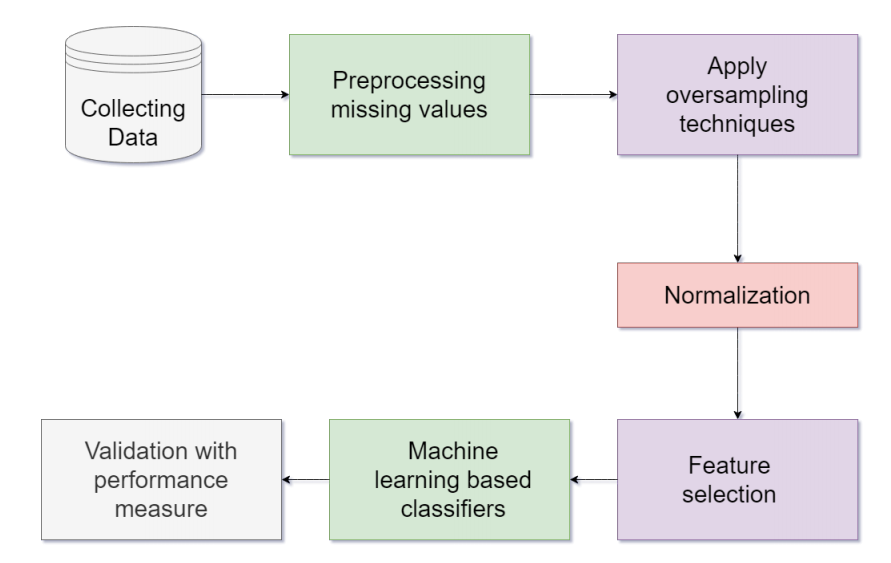 Collecting
Data
Preprocessing
missing values
Apply
oversampling
techniques
Normalization
Feature
selection
Machine
learning based
classifiers
Validation with
performance
measure